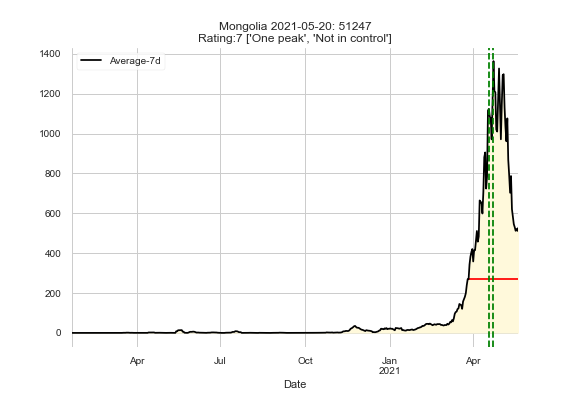 Mongolia 2021-05-20: 51247
Rating:7 ['One peak', 'Not in control']
Average-7d
1400
1200
1000
800
600
400
200
0
Apr Jul Oct Jan Apr
2021
Date